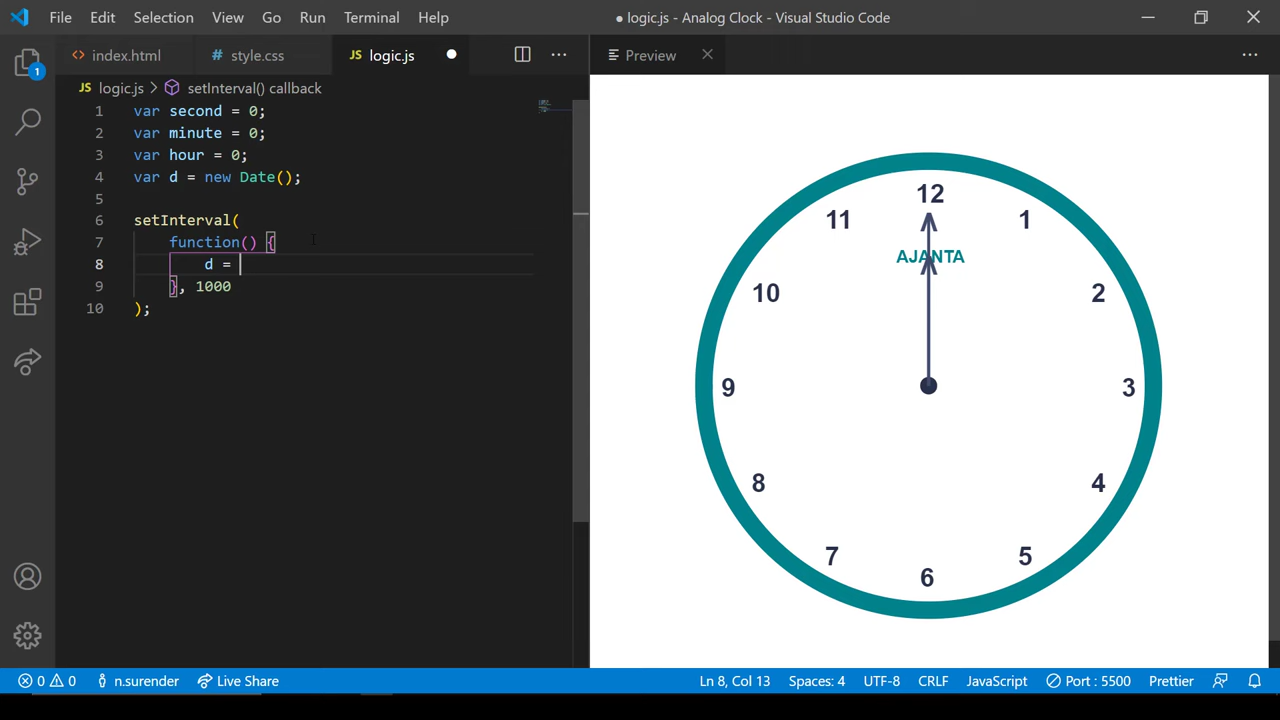 File Edit Selection View Go Run Terminal Help
● logic.js - Analog Clock - Visual Studio Code
<> index.html
# style.css
JS logic.js ●
Preview
1
JS logic.js > setInterval() callback
1 var second = 0;
2 var minute = 0;
3 var hour = 0;
4 var d = new Date();
5
6 setInterval(
7 function() {
8 d =
9 }, 1000
10 );
12
11 1
AJANTA
10 2
9 3
8 4
7 5
6
0 0 n.surender Live Share
Ln 8, Col 13 Spaces: 4 UTF-8 CRLF JavaScript Port : 5500 Prettier